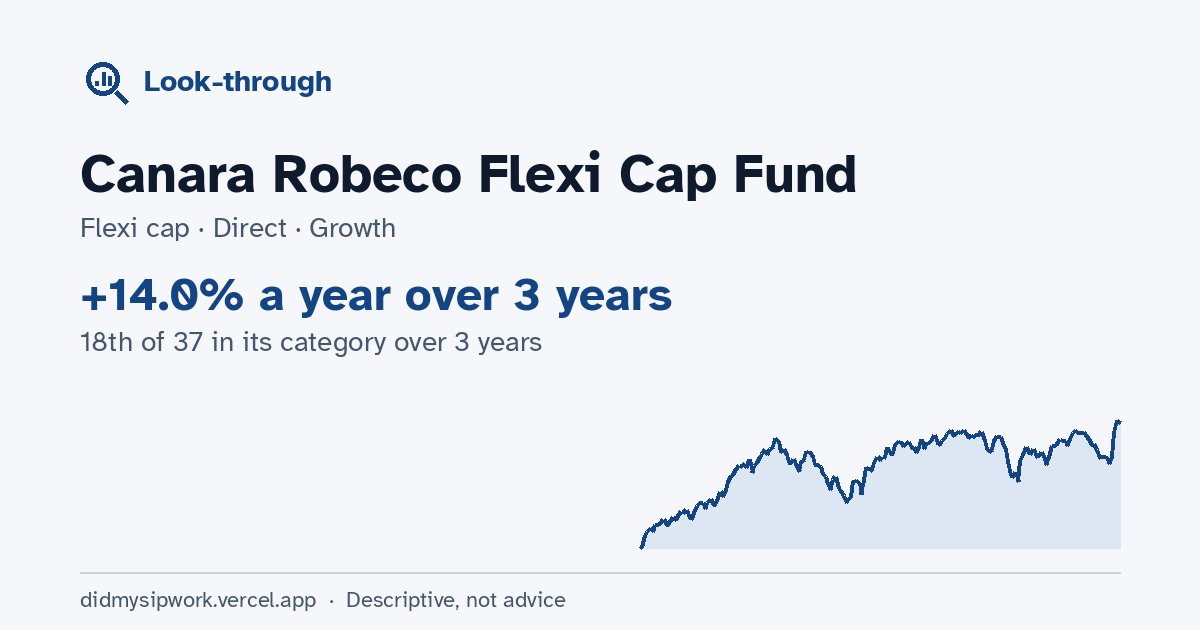 Look-through
Canara Robeco Flexi Cap Fund
Flexi cap · Direct · Growth
+14.0% a year over 3 years
18th of 37 in its category over 3 years
didmysipwork.vercel.app · Descriptive, not advice